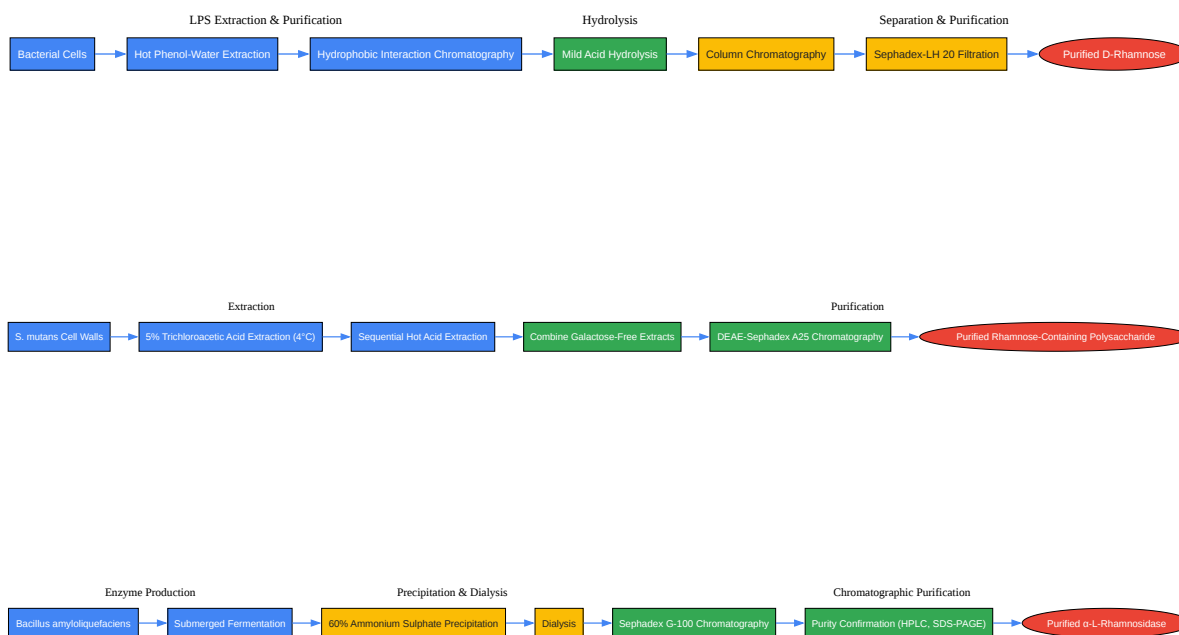 LPS Extraction & Purification
Hydrolysis
Separation & Purification
Bacterial Cells
Hot Phenol-Water Extraction
Hydrophobic Interaction Chromatography
Mild Acid Hydrolysis
Column Chromatography
Sephadex-LH 20 Filtration
Purified D-Rhamnose
Extraction
Purification
S. mutans Cell Walls
5% Trichloroacetic Acid Extraction (4°C)
Sequential Hot Acid Extraction
Combine Galactose-Free Extracts
DEAE-Sephadex A25 Chromatography
Purified Rhamnose-Containing Polysaccharide
Enzyme Production
Precipitation & Dialysis
Chromatographic Purification
Bacillus amyloliquefaciens
Submerged Fermentation
60% Ammonium Sulphate Precipitation
Dialysis
Sephadex G-100 Chromatography
Purity Confirmation (HPLC, SDS-PAGE)
Purified α-L-Rhamnosidase